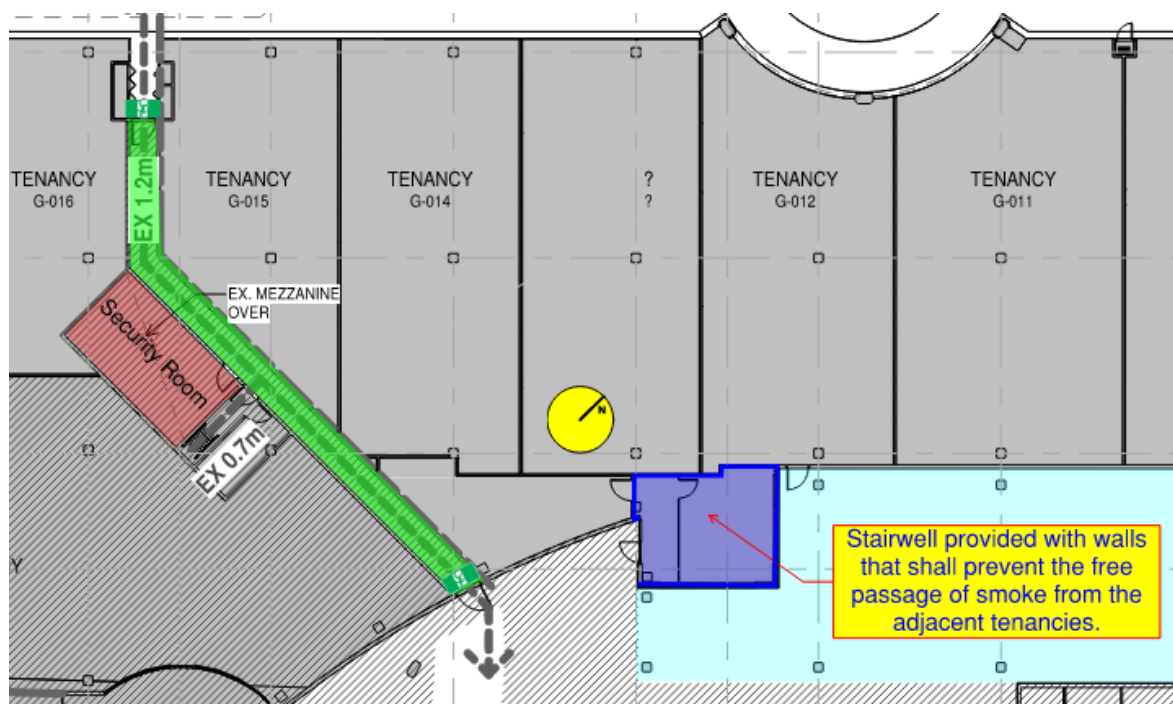 TENANCY
G-016
TENANCY
G-015
TENANCY
G-014
?
?
TENANCY
G-012
TENANCY
G-011
EX 1.2m
EX. MEZZANINE
OVER
Security Room
EX 0.7m
N
Stairwell provided with walls
that shall prevent the free
passage of smoke from the
adjacent tenancies.
Y